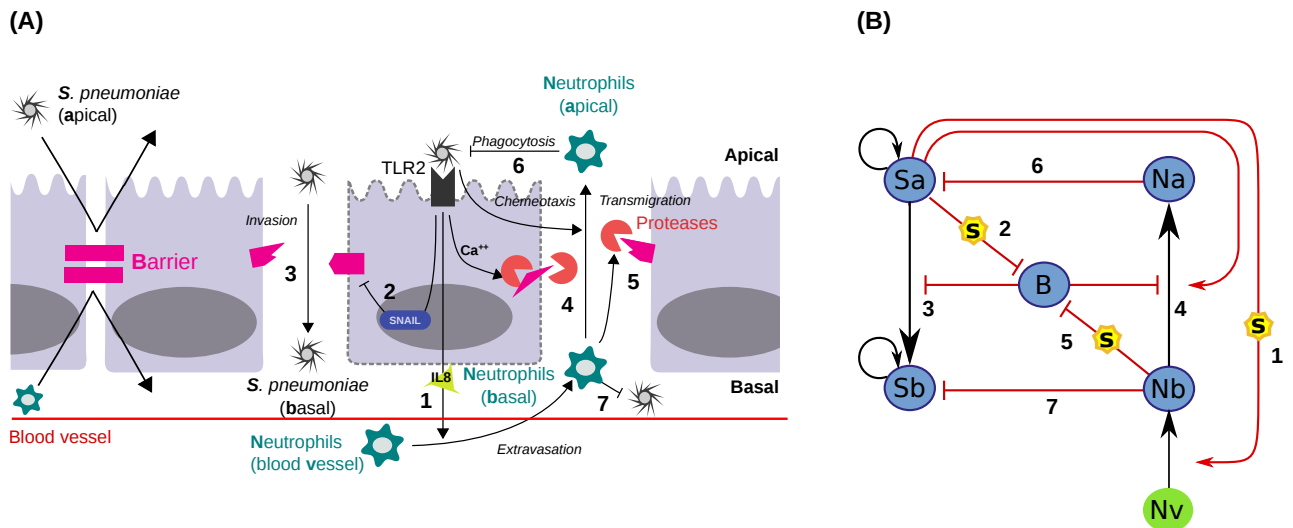 (A)
S. pneumoniae
(apical)
Neutrophils
(apical)
Phagocytosis
6
TLR2
Apical
Chemeotaxis
Transmigration
Proteases
Invasion
Barrier
Ca++
3
2
4
5
SNAIL
S. pneumoniae
(basal)
IL8
1
Neutrophils
(basal)
7
Basal
Blood vessel
Neutrophils
(blood vessel)
Extravasation
(B)
Sa
6
Na
S
2
B
3
4
S
5
S
1
Sb
Nb
7
Nv